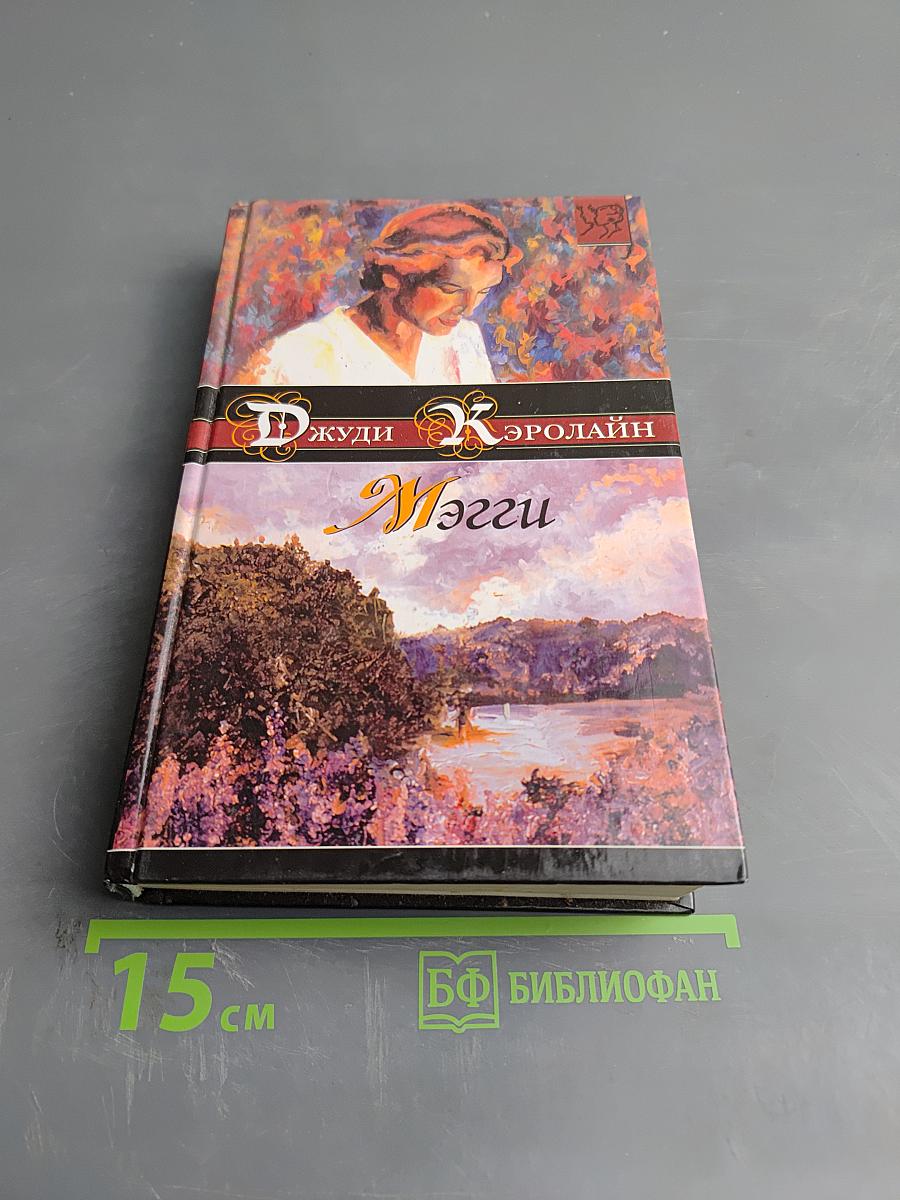 Джуди Кэролайн
Мэгги
15 см
БФ БИБЛИОФАН